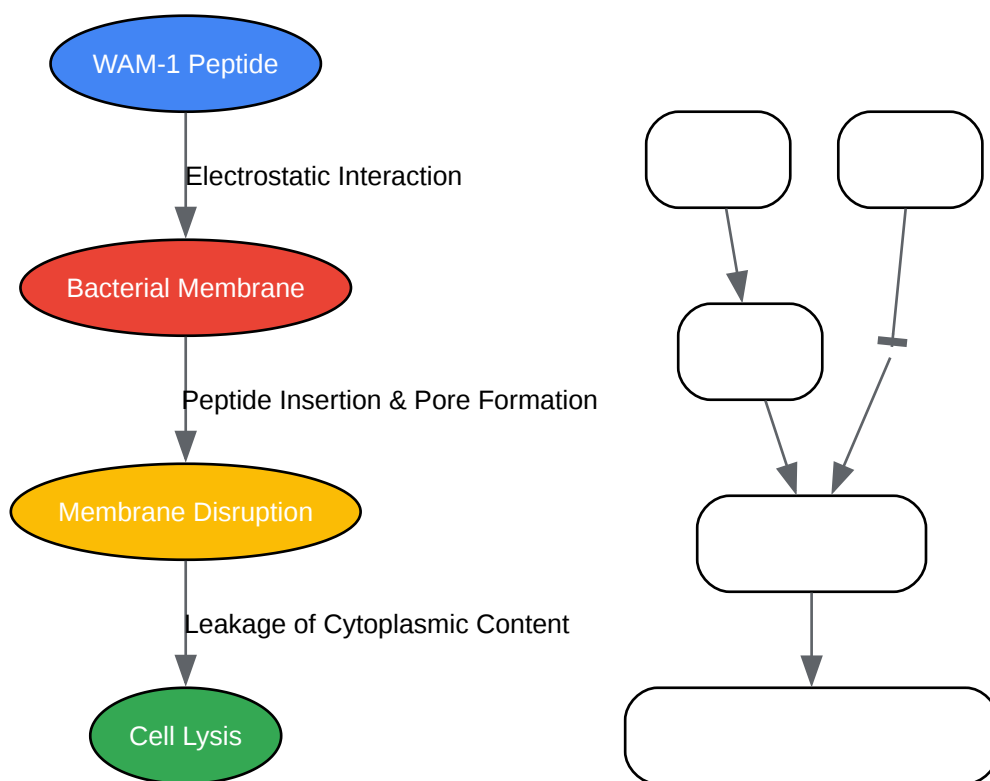 WAM-1 Peptide
Electrostatic Interaction
Bacterial Membrane
Peptide Insertion & Pore Formation
Membrane Disruption
Leakage of Cytoplasmic Content
Cell Lysis